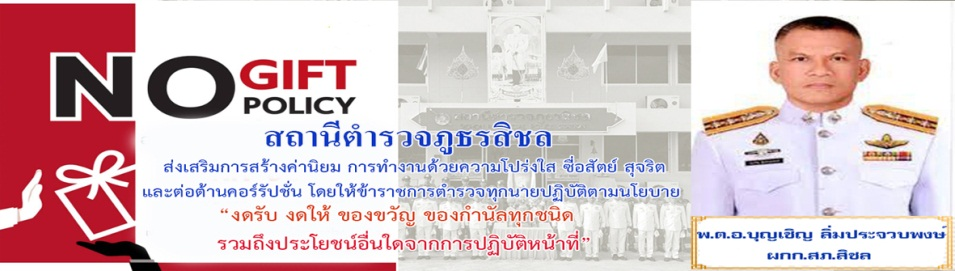 NO GIFT
POLICY
สถานีตำรวจภูธรสิชล
ส่งเสริมการสร้างค่านิยม การทำงานด้วยความโปร่งใส ซื่อสัตย์ สุจริต
และต่อต้านคอร์รัปชั่น โดยให้ข้าราชการตำรวจทุกนายปฏิบัติตามนโยบาย
“งดรับ งดให้ ของขวัญ ของกำนัลทุกชนิด
รวมถึงประโยชน์อื่นใดจากการปฏิบัติหน้าที่”
พ.ต.อ.บุญเชิญ ลิ่มประจวบพงษ์
ผกก.สภ.สิชล